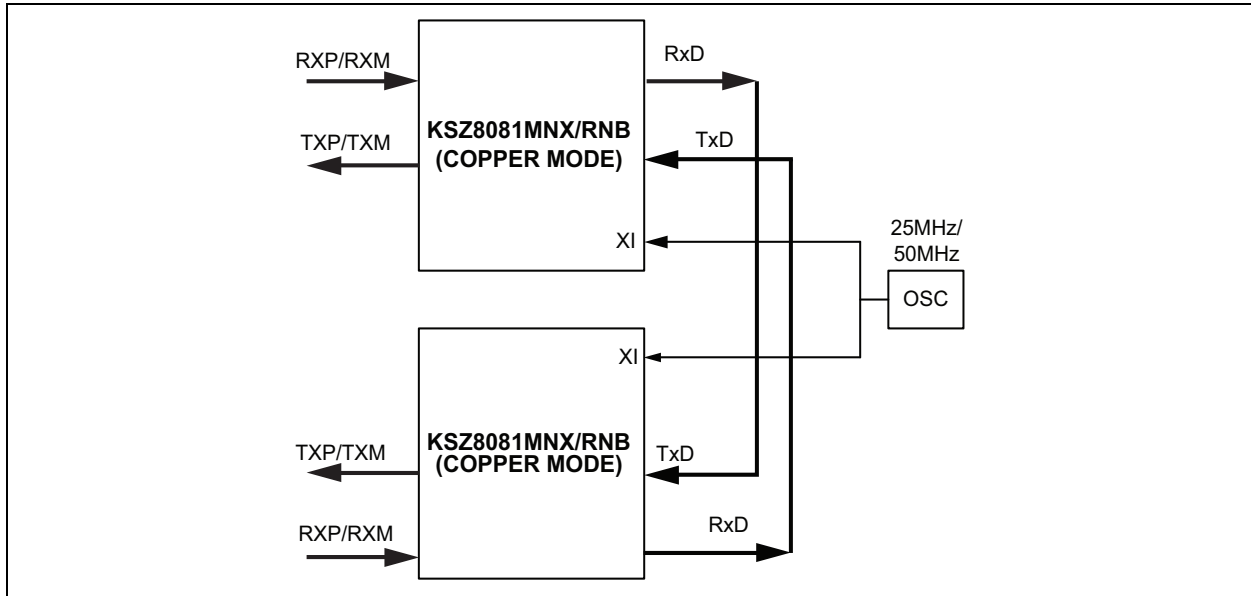 RXP/RXM
RxD
KSZ8081MNX/RNB
(COPPER MODE)
TXP/TXM
TxD
XI
25MHz/
50MHz
OSC
XI
KSZ8081MNX/RNB
(COPPER MODE)
TXP/TXM
TxD
RXP/RXM
RxD